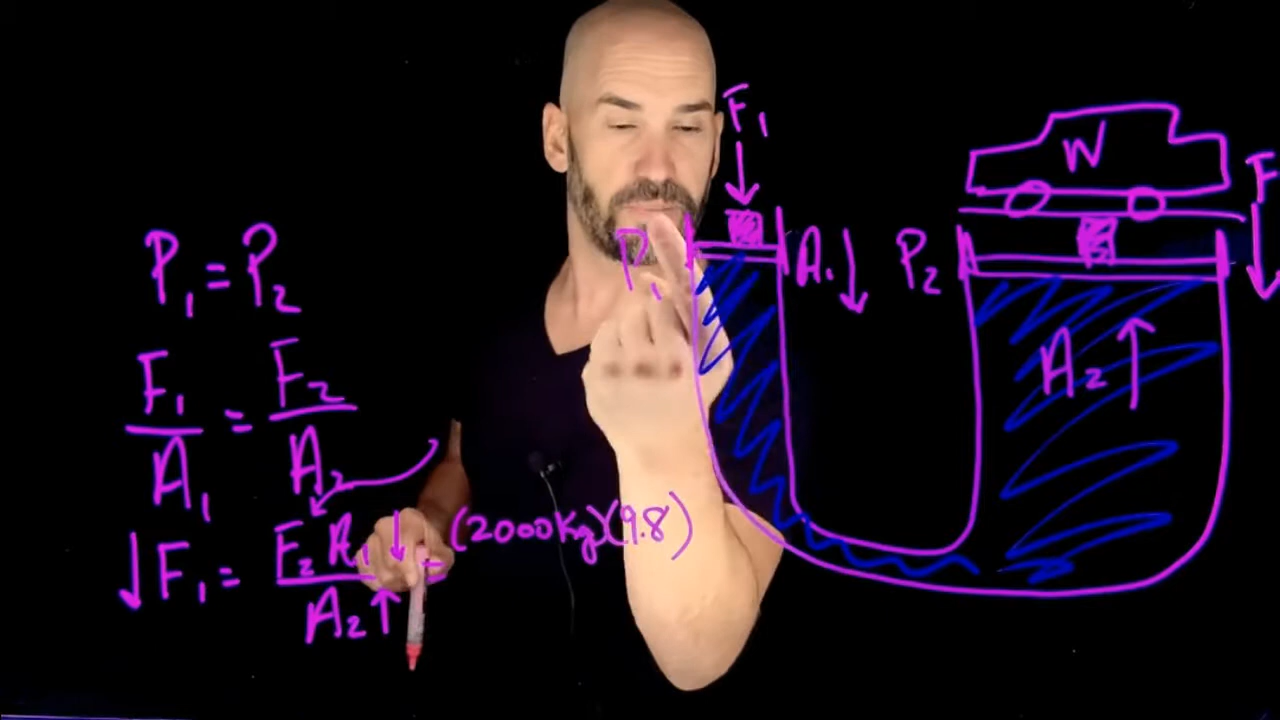 P₁ = P₂
F₁/A₁ = F₂/A₂
↓F₁ = F₂ A₁↓/A₂↑ = (2000kg)(9.8)
F₁ ↓
P₁
A₁ ↓
P₂
W
F ↓
A₂ ↑